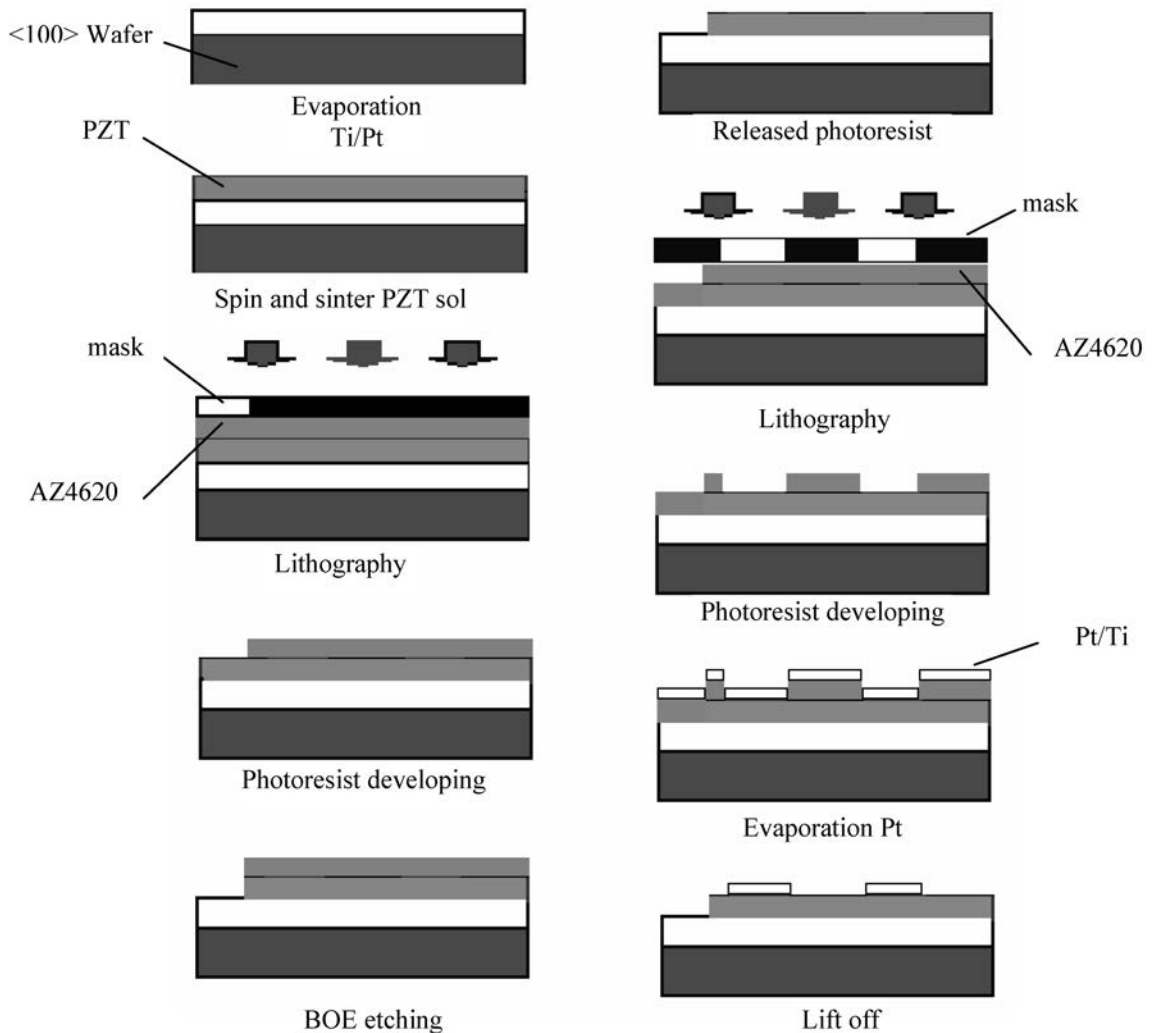 <100> Wafer
Evaporation
Ti/Pt
PZT
Spin and sinter PZT sol
mask
AZ4620
Lithography
Photoresist developing
BOE etching
Released photoresist
mask
AZ4620
Lithography
Photoresist developing
Pt/Ti
Evaporation Pt
Lift off